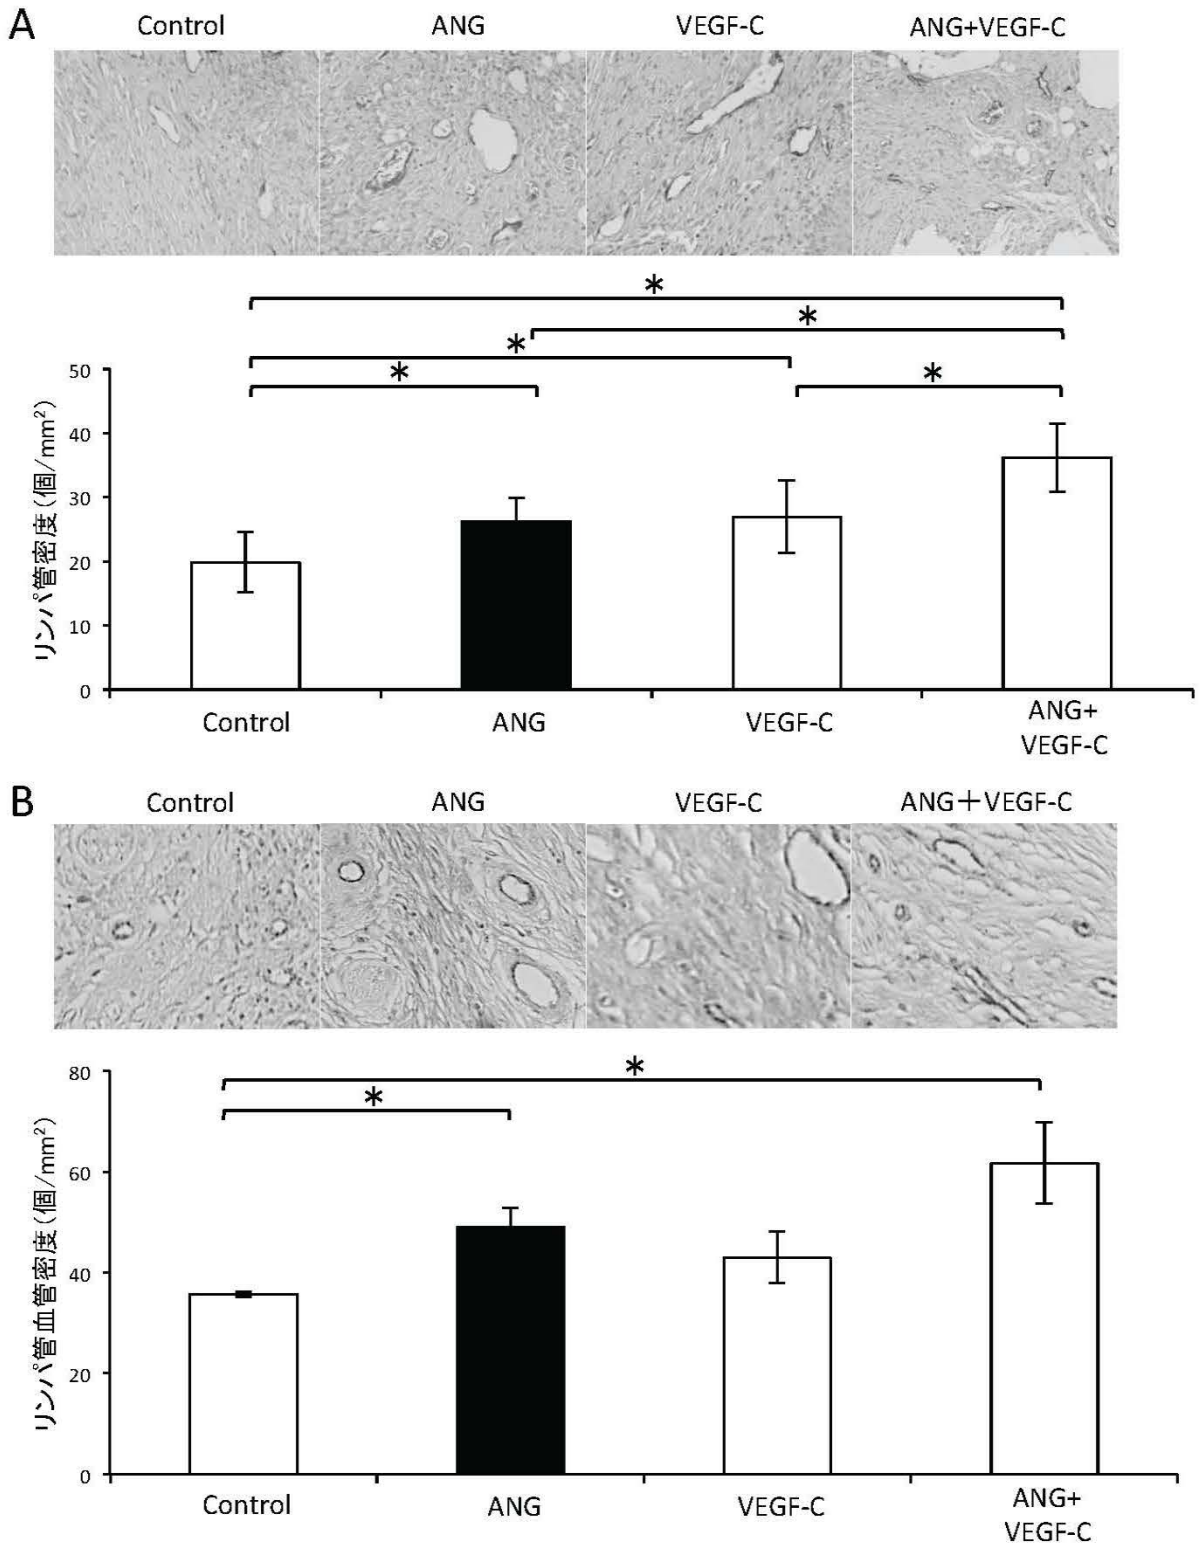 A
Control ANG VEGF-C ANG+VEGF-C
*
*
*
* *
リンパ管密度(個/mm²)
50
40
30
20
10
0
Control ANG VEGF-C ANG+
VEGF-C
B
Control ANG VEGF-C ANG+VEGF-C
*
*
リンパ管血管密度(個/mm²)
80
60
40
20
0
Control ANG VEGF-C ANG+
VEGF-C